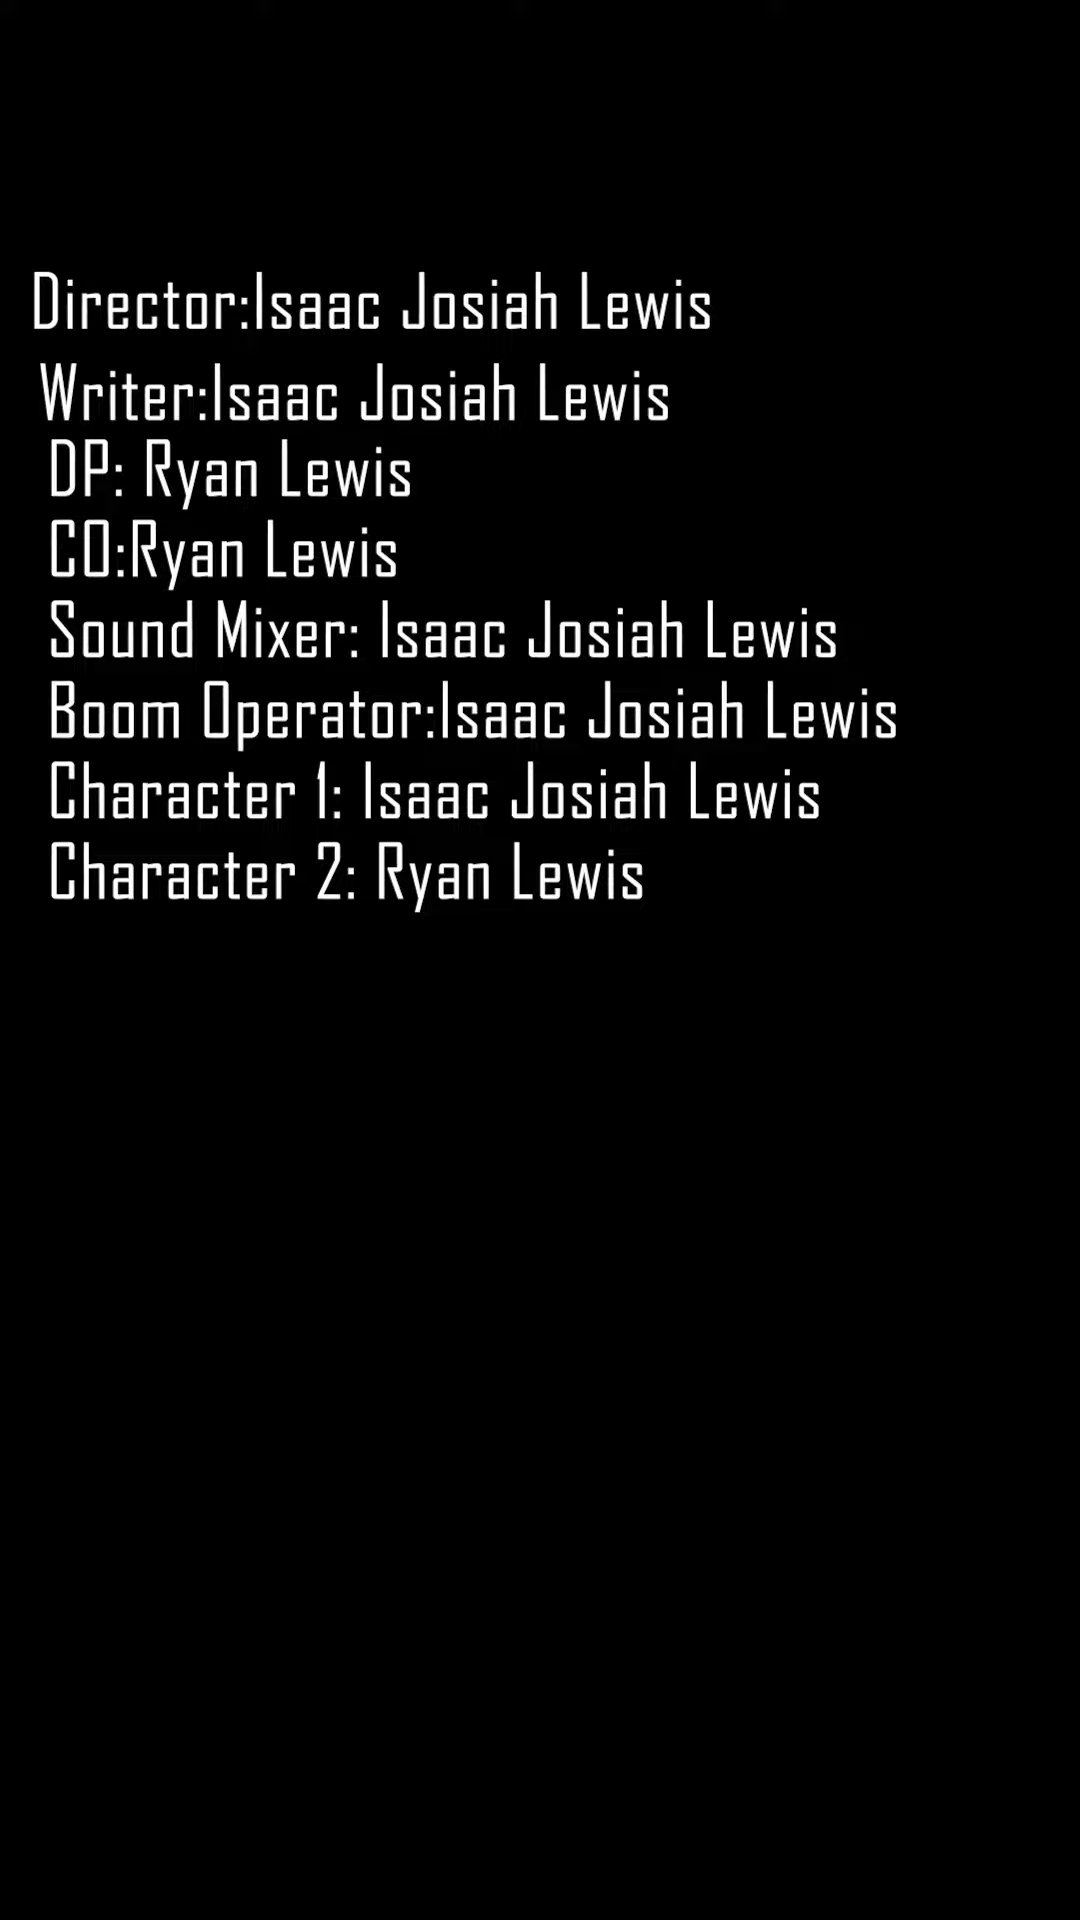 Director:Isaac Josiah Lewis
Writer:Isaac Josiah Lewis
DP: Ryan Lewis
CO:Ryan Lewis
Sound Mixer: Isaac Josiah Lewis
Boom Operator:Isaac Josiah Lewis
Character 1: Isaac Josiah Lewis
Character 2: Ryan Lewis